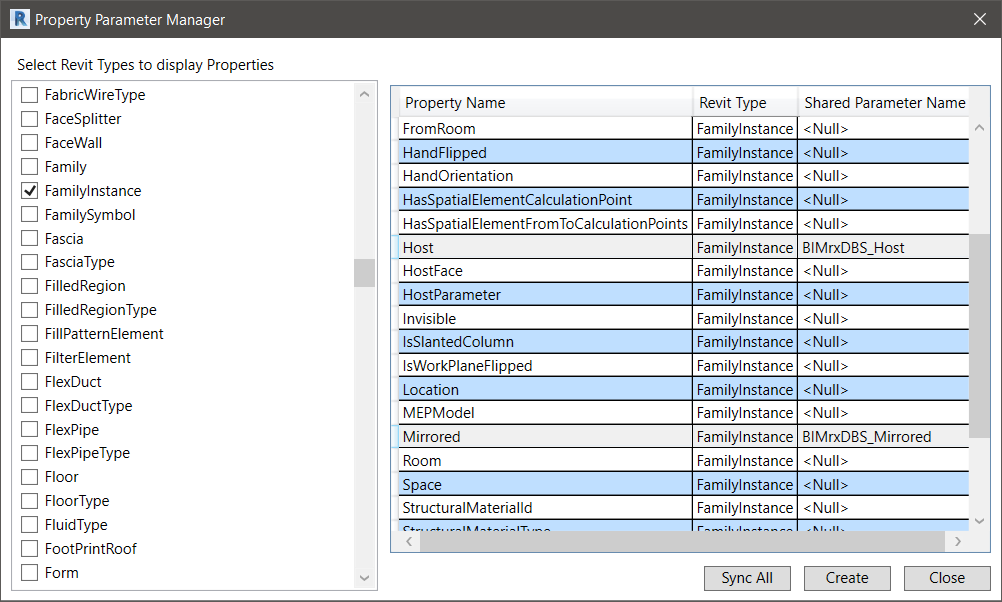 Property Parameter Manager
Select Revit Types to display Properties
FabricWireType
FaceSplitter
FaceWall
Family
FamilyInstance
FamilySymbol
Fascia
FasciaType
FilledRegion
FilledRegionType
FillPatternElement
FilterElement
FlexDuct
FlexDuctType
FlexPipe
FlexPipeType
Floor
FloorType
FluidType
FootPrintRoof
Form
Property Name Revit Type Shared Parameter Name
FromRoom FamilyInstance <Null>
HandFlipped FamilyInstance <Null>
HandOrientation FamilyInstance <Null>
HasSpatialElementCalculationPoint FamilyInstance <Null>
HasSpatialElementFromToCalculationPoints FamilyInstance <Null>
Host FamilyInstance BIMrxDBS_Host
HostFace FamilyInstance <Null>
HostParameter FamilyInstance <Null>
Invisible FamilyInstance <Null>
IsSlantedColumn FamilyInstance <Null>
IsWorkPlaneFlipped FamilyInstance <Null>
Location FamilyInstance <Null>
MEPModel FamilyInstance <Null>
Mirrored FamilyInstance BIMrxDBS_Mirrored
Room FamilyInstance <Null>
Space FamilyInstance <Null>
StructuralMaterialId FamilyInstance <Null>
StructuralMaterialType FamilyInstance <Null>
Sync All Create Close